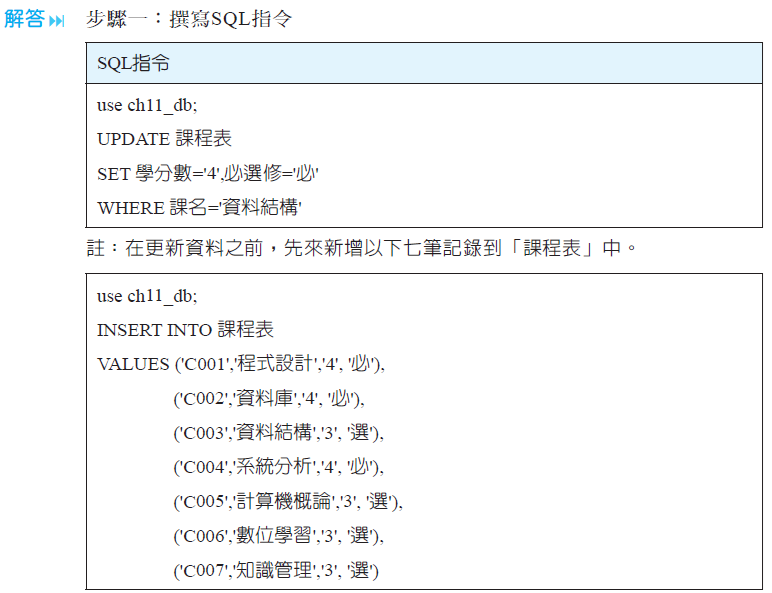 解答 步驟一：撰寫SQL指令
SQL指令
use ch11_db;
UPDATE 課程表
SET 學分數='4',必選修='必'
WHERE 課名='資料結構'
註：在更新資料之前，先來新增以下七筆記錄到「課程表」中。
use ch11_db;
INSERT INTO 課程表
VALUES ('C001','程式設計','4', '必'),
('C002','資料庫','4', '必'),
('C003','資料結構','3', '選'),
('C004','系統分析','4', '必'),
('C005','計算機概論','3', '選'),
('C006','數位學習','3', '選'),
('C007','知識管理','3', '選')